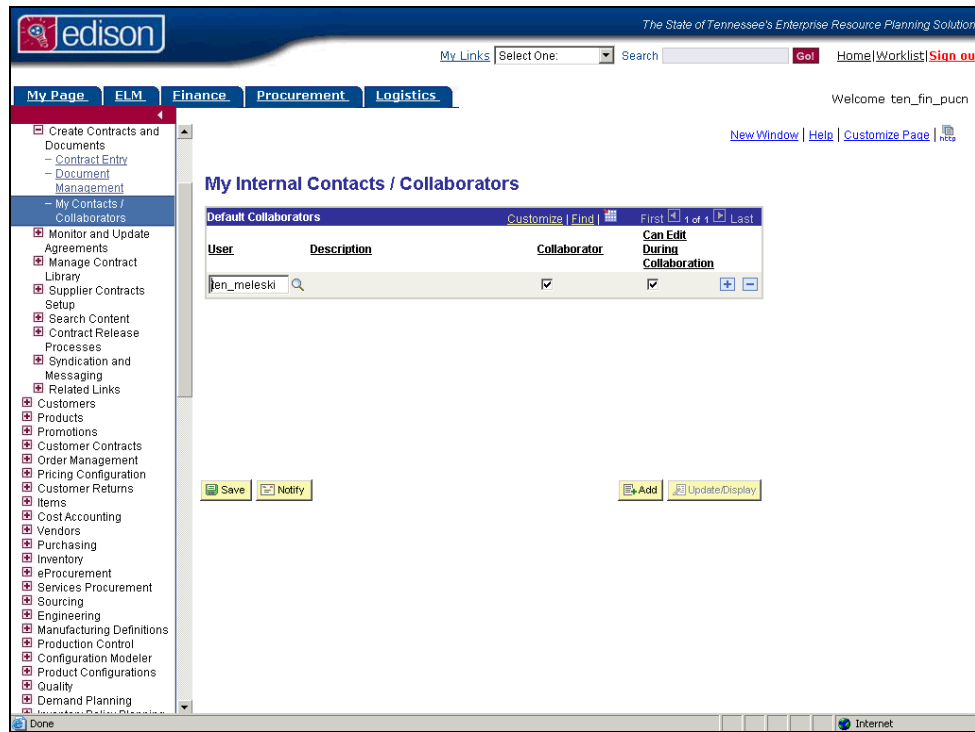 edison
The State of Tennessee's Enterprise Resource Planning Solution
My Links Select One: Search Go! Home|Worklist|Sign ou
My Page ELM Finance Procurement Logistics
Welcome ten_fin_pucn
New Window | Help | Customize Page | http
Create Contracts and
Documents
– Contract Entry
– Document
Management
– My Contacts /
Collaborators
Monitor and Update
Agreements
Manage Contract
Library
Supplier Contracts
Setup
Search Content
Contract Release
Processes
Syndication and
Messaging
Related Links
Customers
Products
Promotions
Customer Contracts
Order Management
Pricing Configuration
Customer Returns
Items
Cost Accounting
Vendors
Purchasing
Inventory
eProcurement
Services Procurement
Sourcing
Engineering
Manufacturing Definitions
Production Control
Configuration Modeler
Product Configurations
Quality
Demand Planning
Inventory Policy Planning
My Internal Contacts / Collaborators
Default Collaborators Customize | Find | First 1 of 1 Last
User Description Collaborator Can Edit
During
Collaboration
ten_meleski
Save Notify Add Update/Display
Done Internet